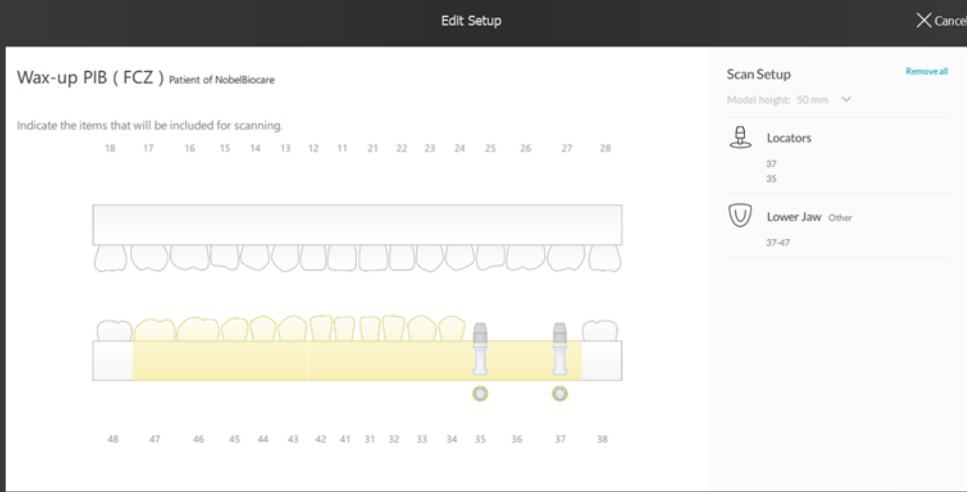 Edit Setup
Cancel
Wax-up PIB ( FCZ ) Patient of NobelBiocare
Indicate the items that will be included for scanning.
18 17 16 15 14 13 12 11 21 22 23 24 25 26 27 28
48 47 46 45 44 43 42 41 31 32 33 34 35 36 37 38
Scan Setup
Remove all
Model height: 50 mm
Locators
37
35
Lower Jaw Other
37-47